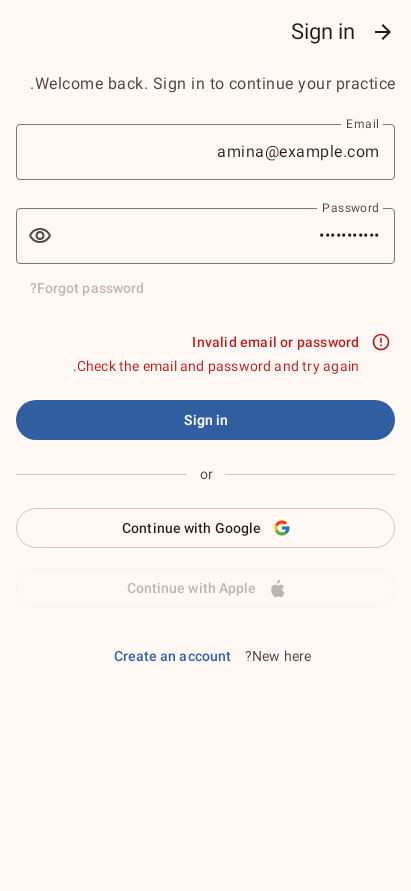 Sign in
.Welcome back. Sign in to continue your practice
Email
amina@example.com
Password
•••••••••••
?Forgot password
Invalid email or password
.Check the email and password and try again
Sign in
or
Continue with Google
Continue with Apple
Create an account ?New here